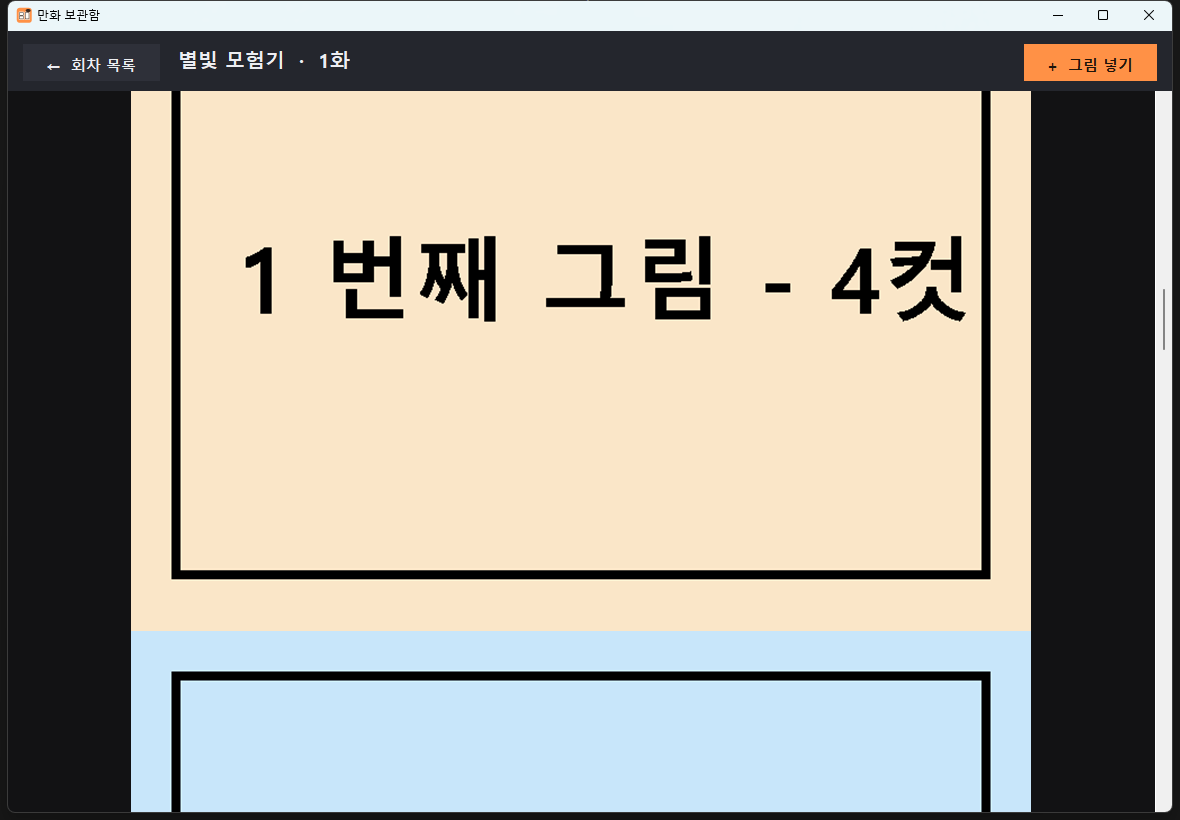 만화 보관함
← 회차 목록
별빛 모험기 · 1화
+ 그림 넣기
1 번째 그림 - 4컷